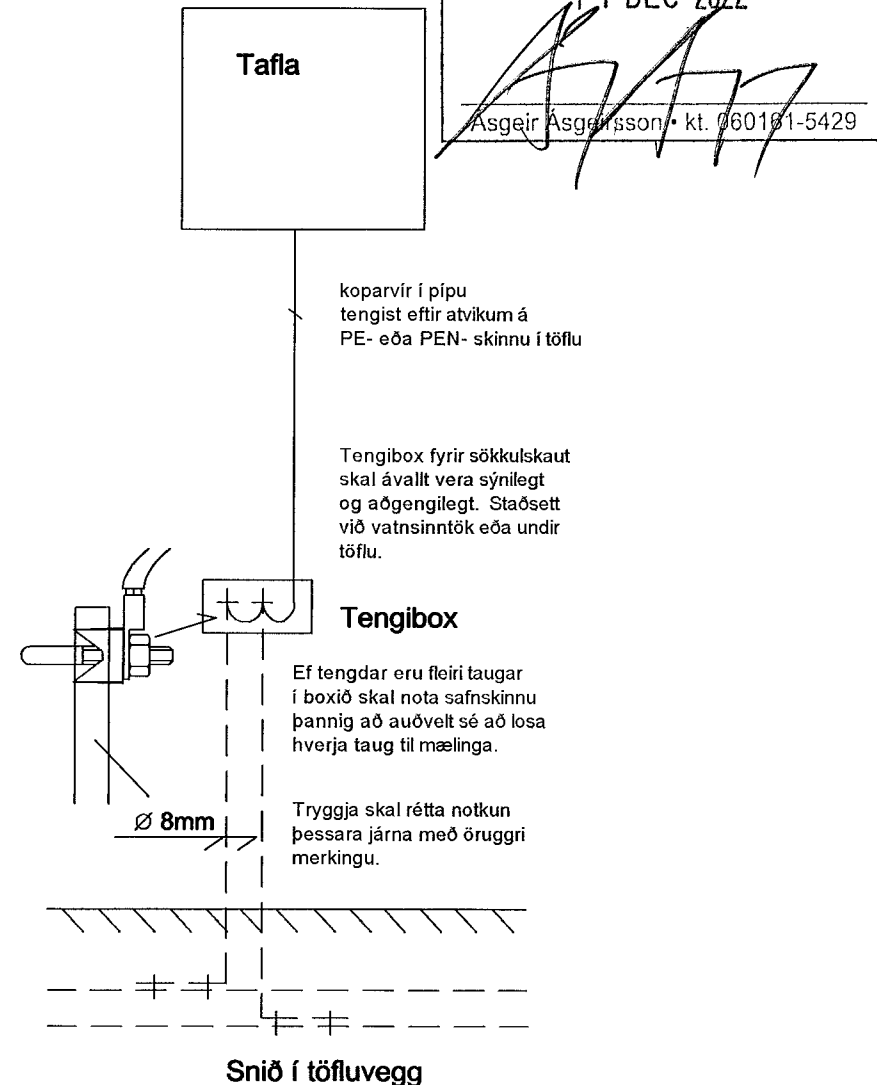 DEC 2022
Ásgeir Ásgeirsson • kt. 060161-5429
Tafla
koparvír í pípu
tengist eftir atvikum á
PE- eða PEN- skinnu í töflu
Tengibox fyrir sökkulskaut
skal ávallt vera sýnilegt
og aðgengilegt. Staðsett
við vatnsinntök eða undir
töflu.
Tengibox
Ef tengdar eru fleiri taugar
í boxið skal nota safnskinnu
þannig að auðvelt sé að losa
hverja taug til mælinga.
Ø 8mm
Tryggja skal rétta notkun
þessara járna með öruggri
merkingu.
Snið í töfluvegg